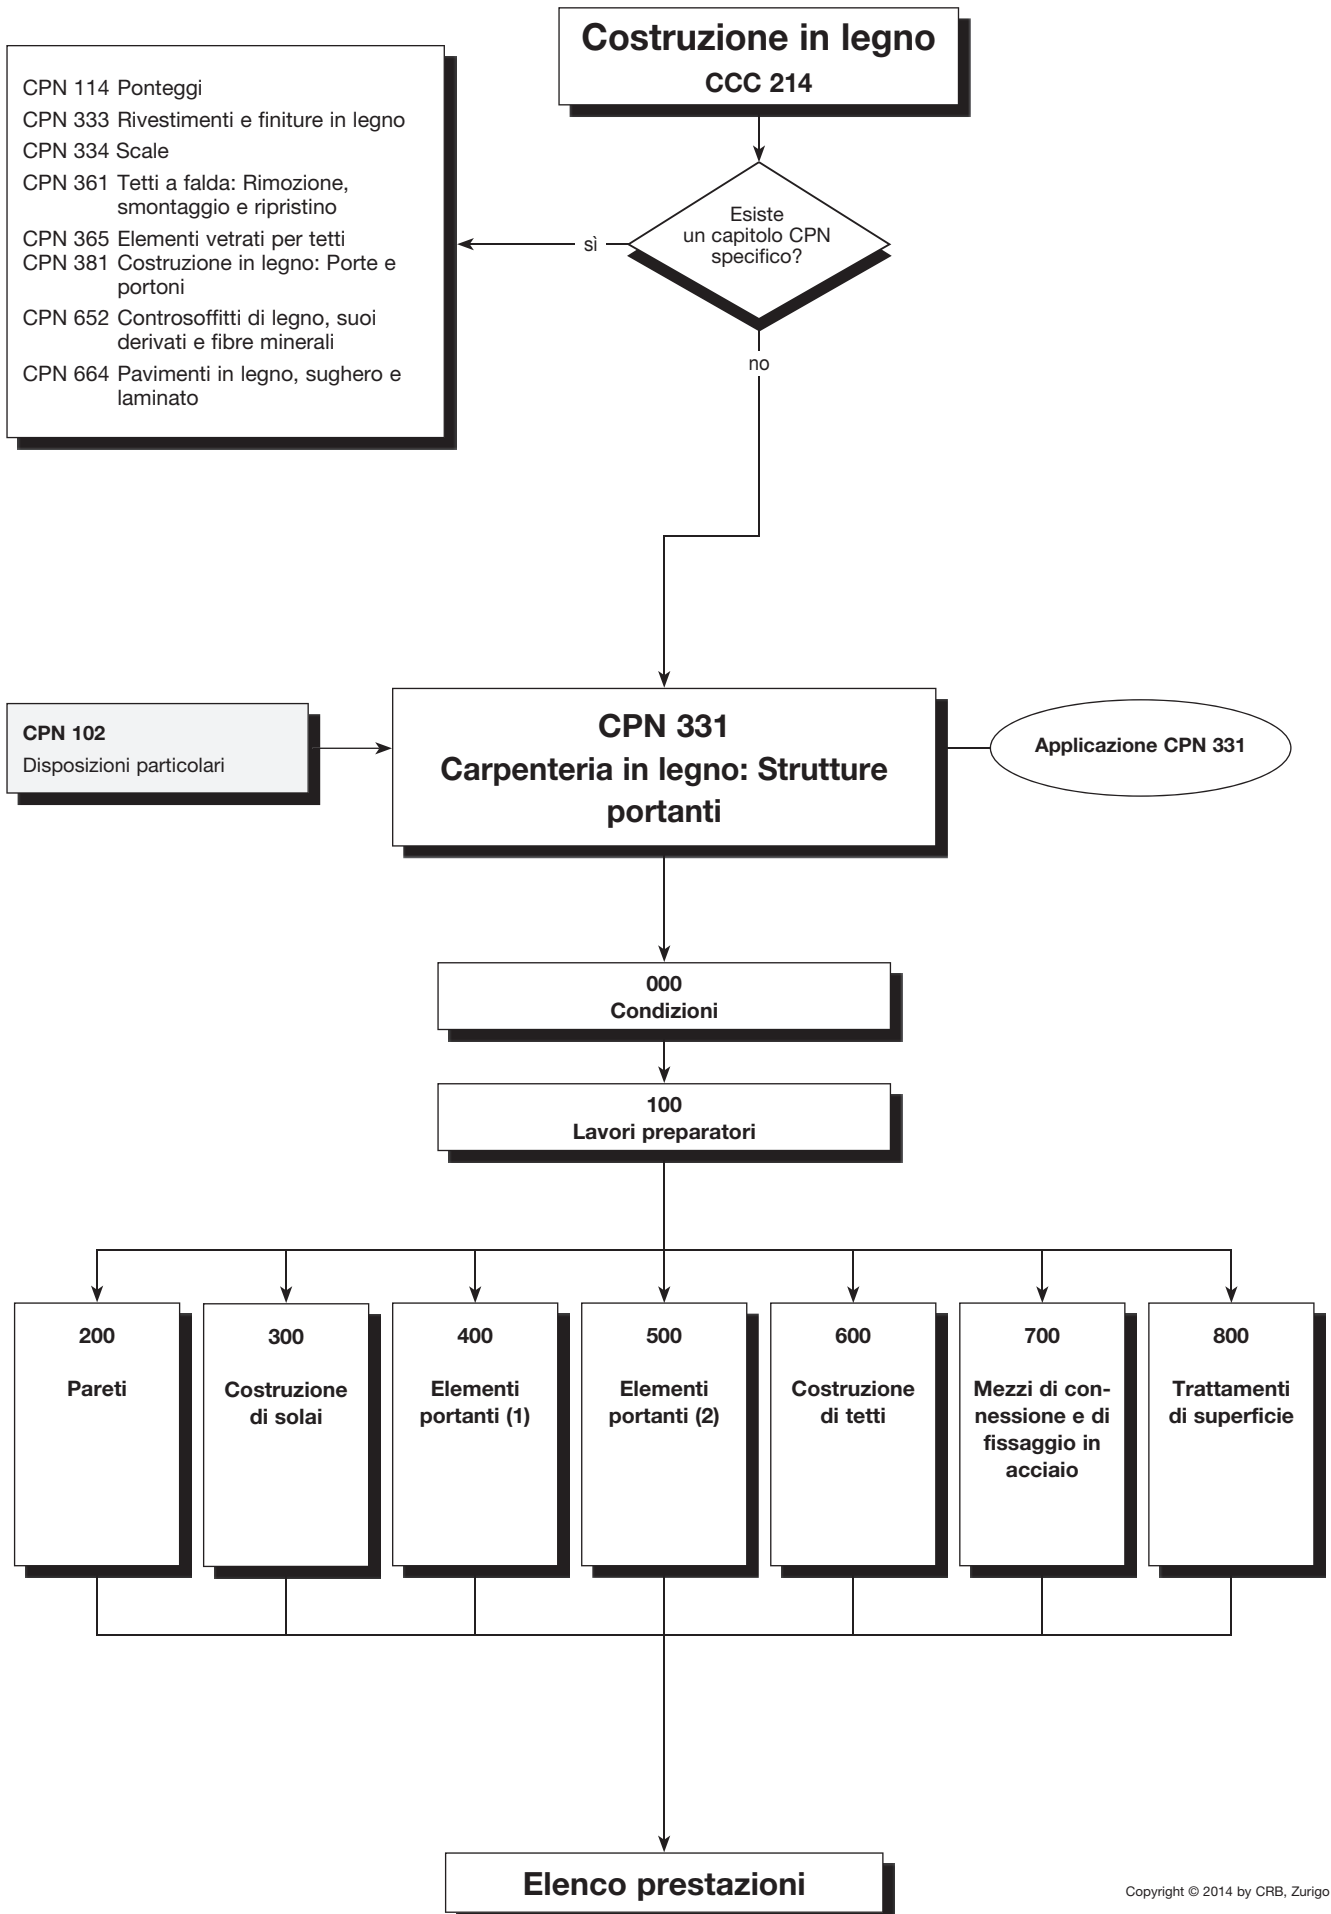 Costruzione in legno
CCC 214
CPN 114 Ponteggi
CPN 333 Rivestimenti e finiture in legno
CPN 334 Scale
CPN 361 Tetti a falda: Rimozione,
smontaggio e ripristino
CPN 365 Elementi vetrati per tetti
CPN 381 Costruzione in legno: Porte e
portoni
CPN 652 Controsoffitti di legno, suoi
derivati e fibre minerali
CPN 664 Pavimenti in legno, sughero e
laminato
Esiste
un capitolo CPN
specifico?
sì
no
CPN 102
Disposizioni particolari
CPN 331
Carpenteria in legno: Strutture
portanti
Applicazione CPN 331
000
Condizioni
100
Lavori preparatori
200
Pareti
300
Costruzione
di solai
400
Elementi
portanti (1)
500
Elementi
portanti (2)
600
Costruzione
di tetti
700
Mezzi di con-
nessione e di
fissaggio in
acciaio
800
Trattamenti
di superficie
Elenco prestazioni
Copyright © 2014 by CRB, Zurigo